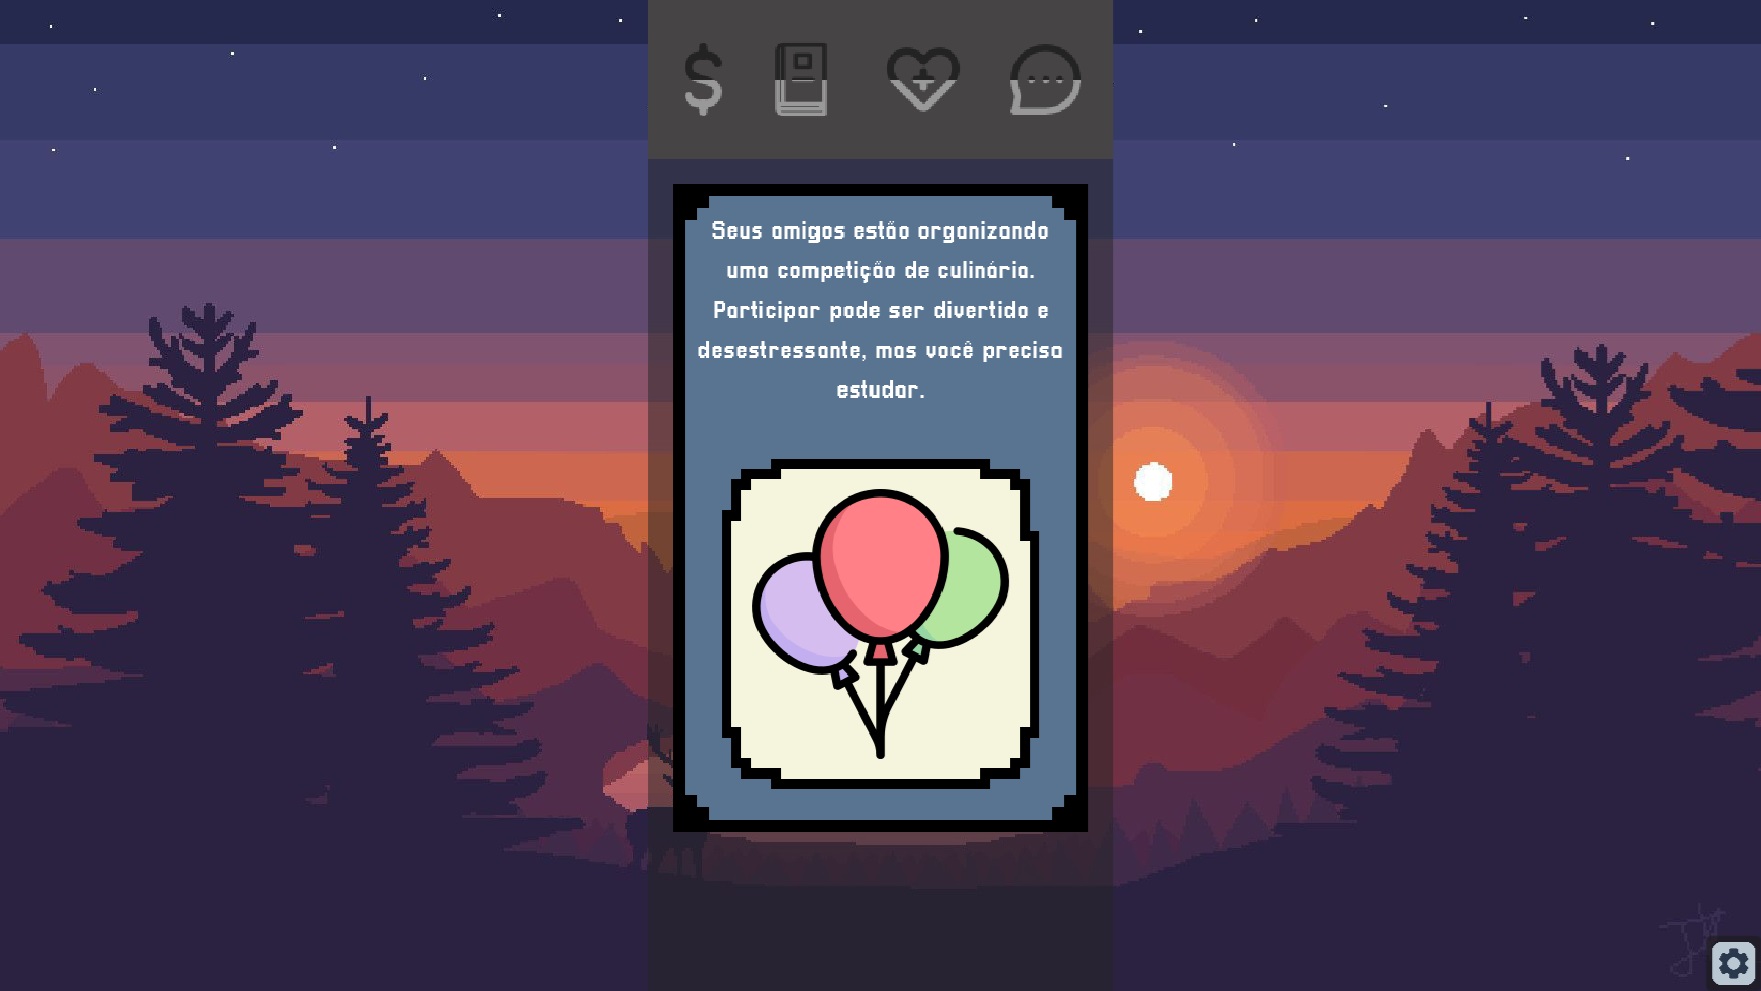 Seus amigos estão organizando
uma competição de culinária.
Participar pode ser divertido e
desestressante, mas você precisa
estudar.